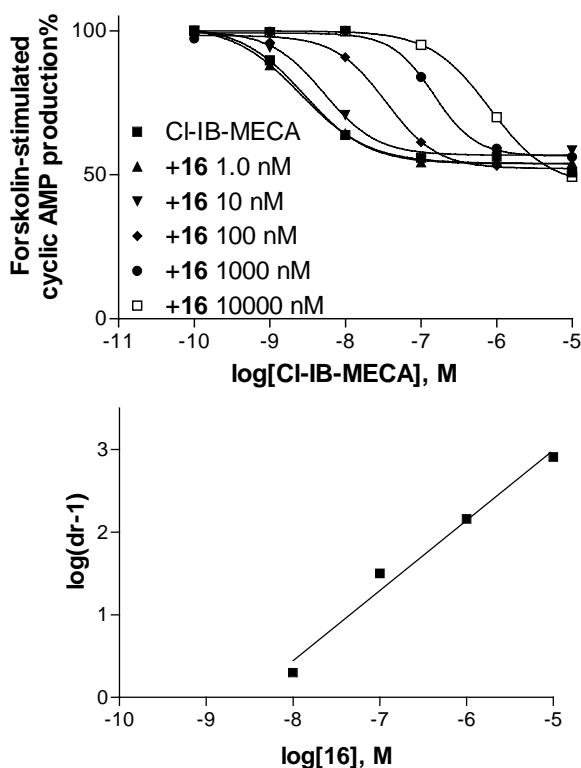 Forskolin-stimulated
cyclic AMP production%
100
50
0
Cl-IB-MECA
+16 1.0 nM
+16 10 nM
+16 100 nM
+16 1000 nM
+16 10000 nM
-11 -10 -9 -8 -7 -6 -5
log[Cl-IB-MECA], M
log(dr-1)
3
2
1
0
-10 -9 -8 -7 -6 -5
log[16], M